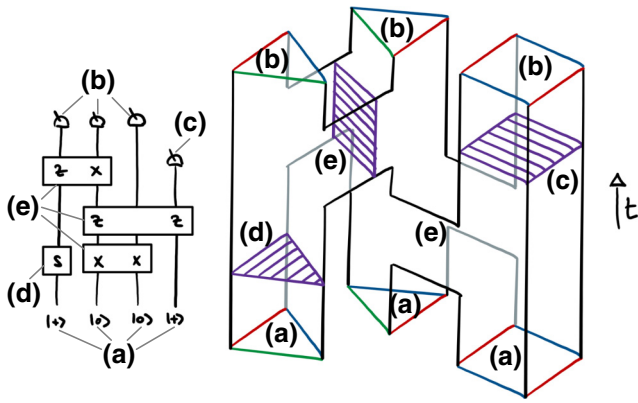 (b)
(c)
Z X
(e)
Z Z
S X X
(d)
|+⟩ |0⟩ |0⟩ |+⟩
(a)
(b) (b) (b)
(e) (c)
(d) (e) t
(a) (a) (a)